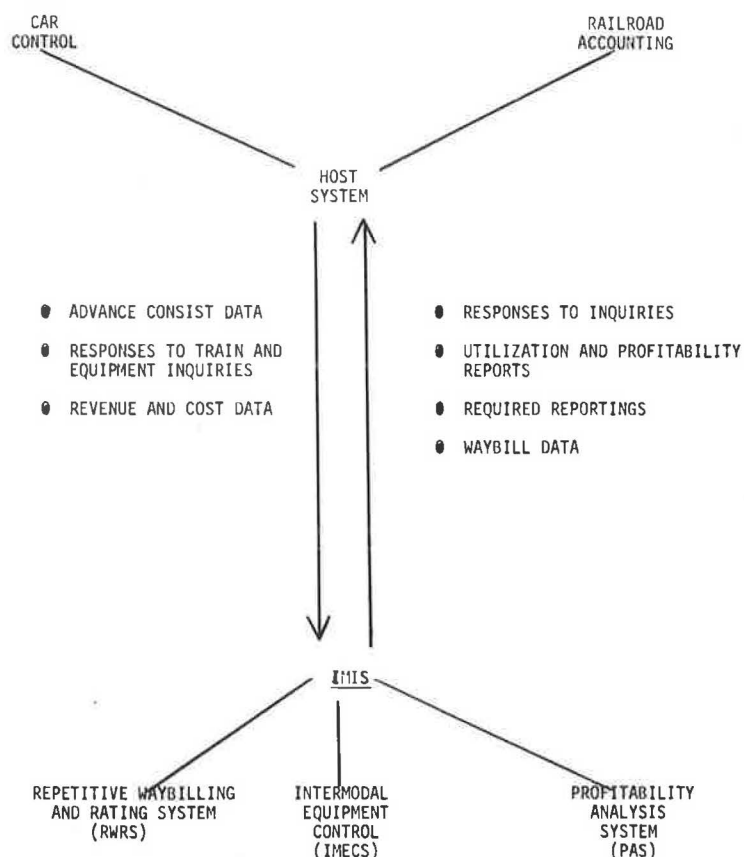 CAR
CONTROL
RAILROAD
ACCOUNTING
HOST
SYSTEM
● ADVANCE CONSIST DATA
● RESPONSES TO TRAIN AND
EQUIPMENT INQUIRIES
● REVENUE AND COST DATA
● RESPONSES TO INQUIRIES
● UTILIZATION AND PROFITABILITY
REPORTS
● REQUIRED REPORTINGS
● WAYBILL DATA
IMIS
REPETITIVE WAYBILLING
AND RATING SYSTEM
(RWRS)
INTERMODAL
EQUIPMENT
CONTROL
(IMECS)
PROFITABILITY
ANALYSIS
SYSTEM
(PAS)